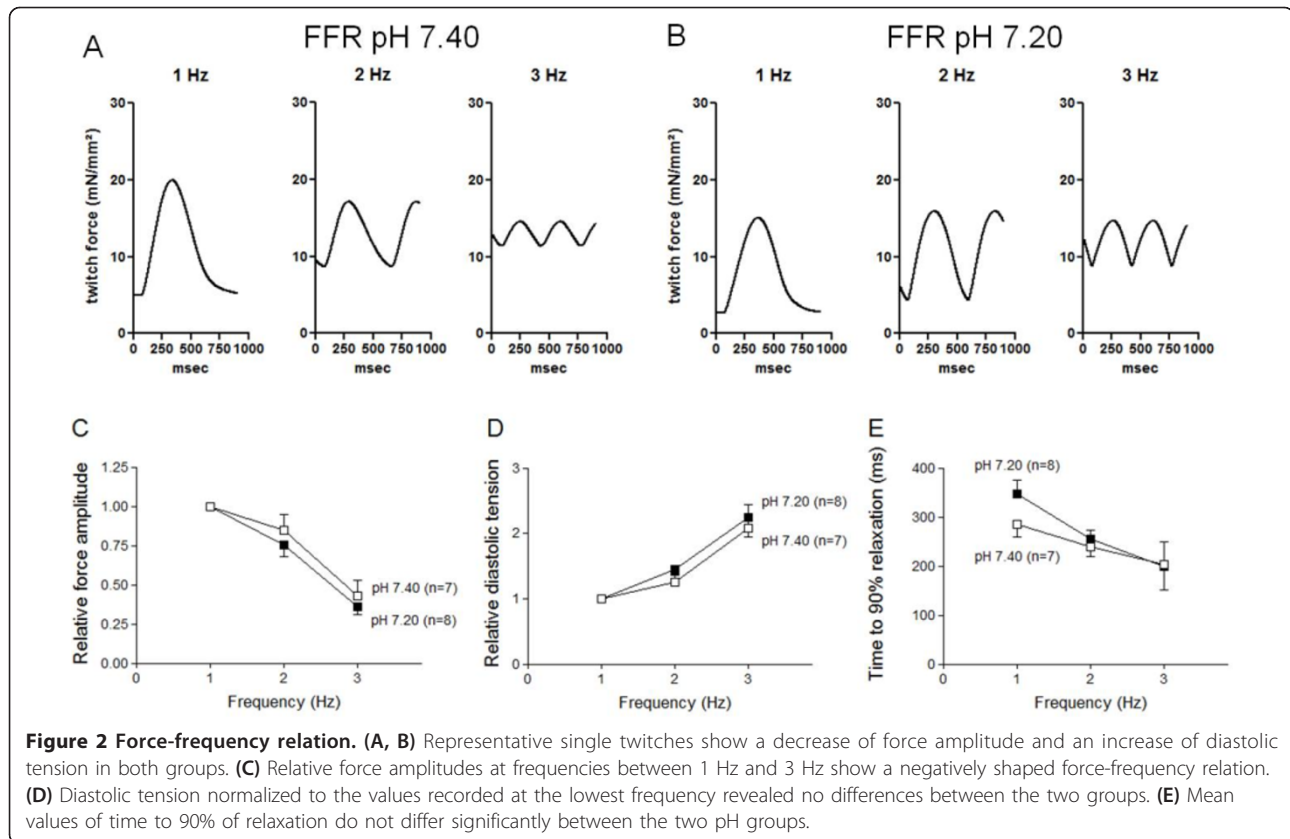 A
FFR pH 7.40
1 Hz
2 Hz
3 Hz
twitch force (mN/mm²)
30
20
10
0
30
20
10
0
30
20
10
0
0 250 500 750 1000
msec
0 250 500 750 1000
msec
0 250 500 750 1000
msec
B
FFR pH 7.20
1 Hz
2 Hz
3 Hz
twitch force (mN/mm²)
30
20
10
0
30
20
10
0
30
20
10
0
0 250 500 750 1000
msec
0 250 500 750 1000
msec
0 250 500 750 1000
msec
C
Relative force amplitude
1.25
1.00
0.75
0.50
0.25
0.00
pH 7.40 (n=7)
pH 7.20 (n=8)
0 1 2 3
Frequency (Hz)
D
Relative diastolic tension
3
2
1
0
pH 7.20 (n=8)
pH 7.40 (n=7)
0 1 2 3
Frequency (Hz)
E
Time to 90% relaxation (ms)
400
300
200
100
0
pH 7.20 (n=8)
pH 7.40 (n=7)
0 1 2 3
Frequency (Hz)
Figure 2 Force-frequency relation. (A, B) Representative single twitches show a decrease of force amplitude and an increase of diastolic
tension in both groups. (C) Relative force amplitudes at frequencies between 1 Hz and 3 Hz show a negatively shaped force-frequency relation.
(D) Diastolic tension normalized to the values recorded at the lowest frequency revealed no differences between the two groups. (E) Mean
values of time to 90% of relaxation do not differ significantly between the two pH groups.